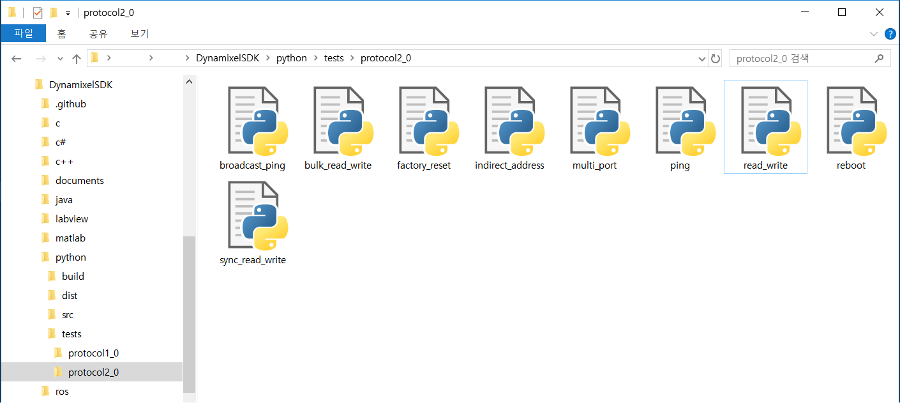 protocol2_0
파일 홈 공유 보기
DynamixelSDK > python > tests > protocol2_0
protocol2_0 검색
DynamixelSDK
.github
c
c#
c++
documents
java
labview
matlab
python
build
dist
src
tests
protocol1_0
protocol2_0
ros
broadcast_ping bulk_read_write factory_reset indirect_address multi_port ping read_write reboot
sync_read_write